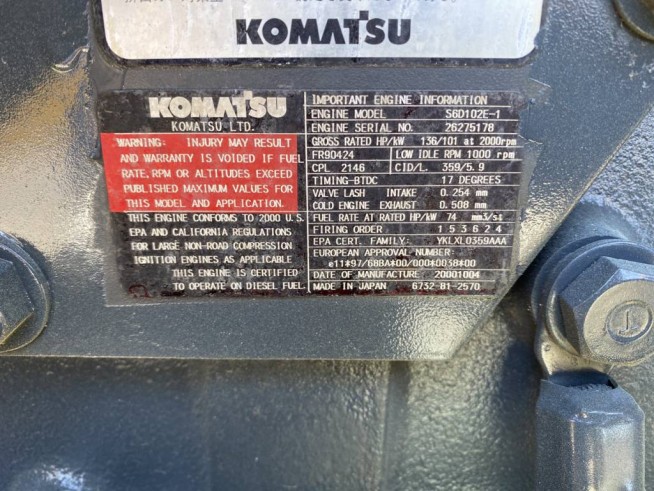 KOMATSU
KOMATSU
KOMATSU LTD.
WARNING: INJURY MAY RESULT
AND WARRANTY IS VOIDED IF FUEL
RATE, RPM OR ALTITUDES EXCEED
PUBLISHED MAXIMUM VALUES FOR
THIS MODEL AND APPLICATION.
THIS ENGINE CONFORMS TO 2000 U.S.
EPA AND CALIFORNIA REGULATIONS
FOR LARGE NON-ROAD COMPRESSION
IGNITION ENGINES AS APPLICABLE.
THIS ENGINE IS CERTIFIED
TO OPERATE ON DIESEL FUEL.
IMPORTANT ENGINE INFORMATION
ENGINE MODEL S6D102E-1
ENGINE SERIAL NO. 26275178
GROSS RATED HP/kW 136/101 at 2000rpm
FR90424 LOW IDLE RPM 1000 rpm
CPL 2146 CID/L. 359/5.9
TIMING-BTDC 17 DEGREES
VALVE LASH INTAKE 0.254 mm
COLD ENGINE EXHAUST 0.508 mm
FUEL RATE AT RATED HP/kW 74 mm3/st
FIRING ORDER 1 5 3 6 2 4
EPA CERT. FAMILY: YKLXL0359AAA
EUROPEAN APPROVAL NUMBER:
e11*97/68BA*00/000*0038*00
DATE OF MANUFACTURE 20001004
MADE IN JAPAN 6732-81-2570
J